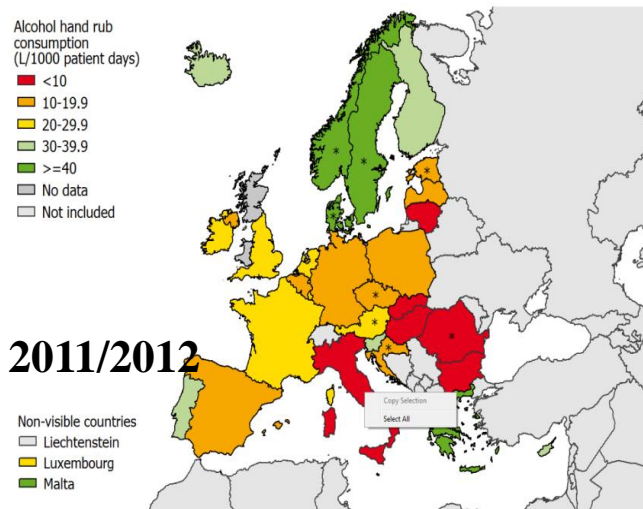 Alcohol hand rub
consumption
(L/1000 patient days)
<10
10-19.9
20-29.9
30-39.9
>=40
No data
Not included
2011/2012
Copy Selection
Select All
Non-visible countries
Liechtenstein
Luxembourg
Malta